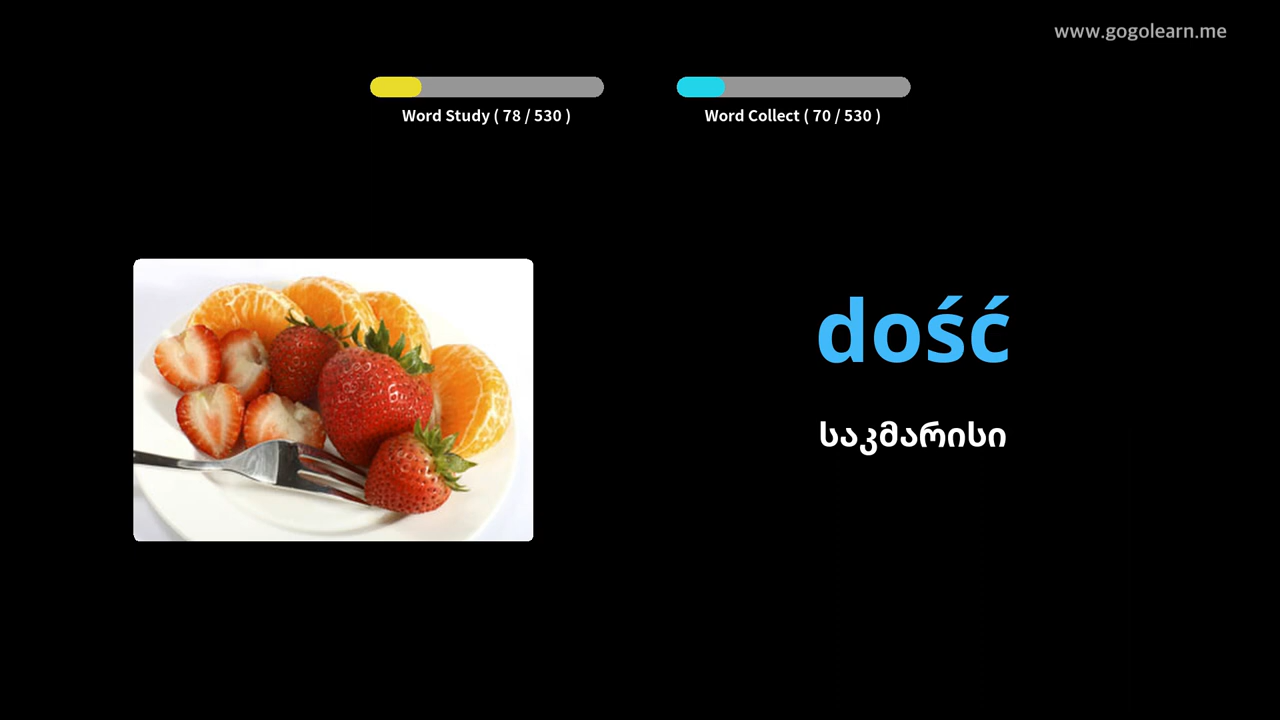 www.gogolearn.me
Word Study ( 78 / 530 )
Word Collect ( 70 / 530 )
dość
საკმარისი